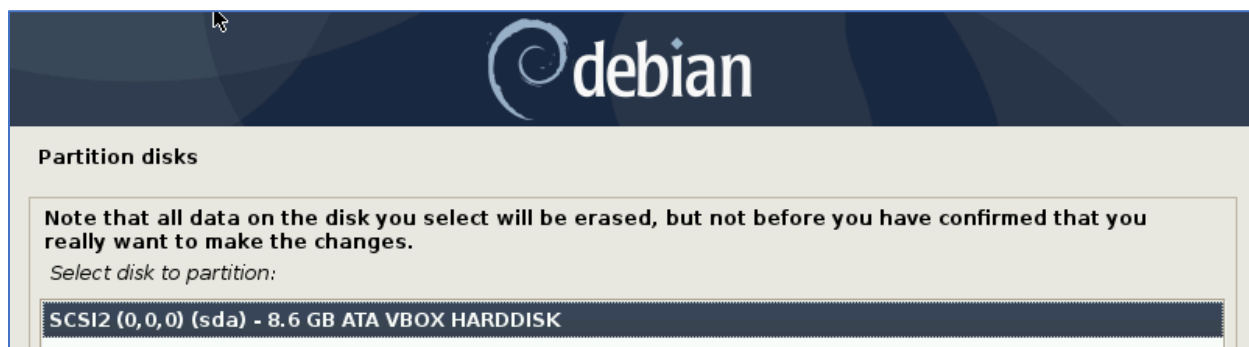 debian
Partition disks
Note that all data on the disk you select will be erased, but not before you have confirmed that you
really want to make the changes.
Select disk to partition:
SCSI2 (0,0,0) (sda) - 8.6 GB ATA VBOX HARDDISK